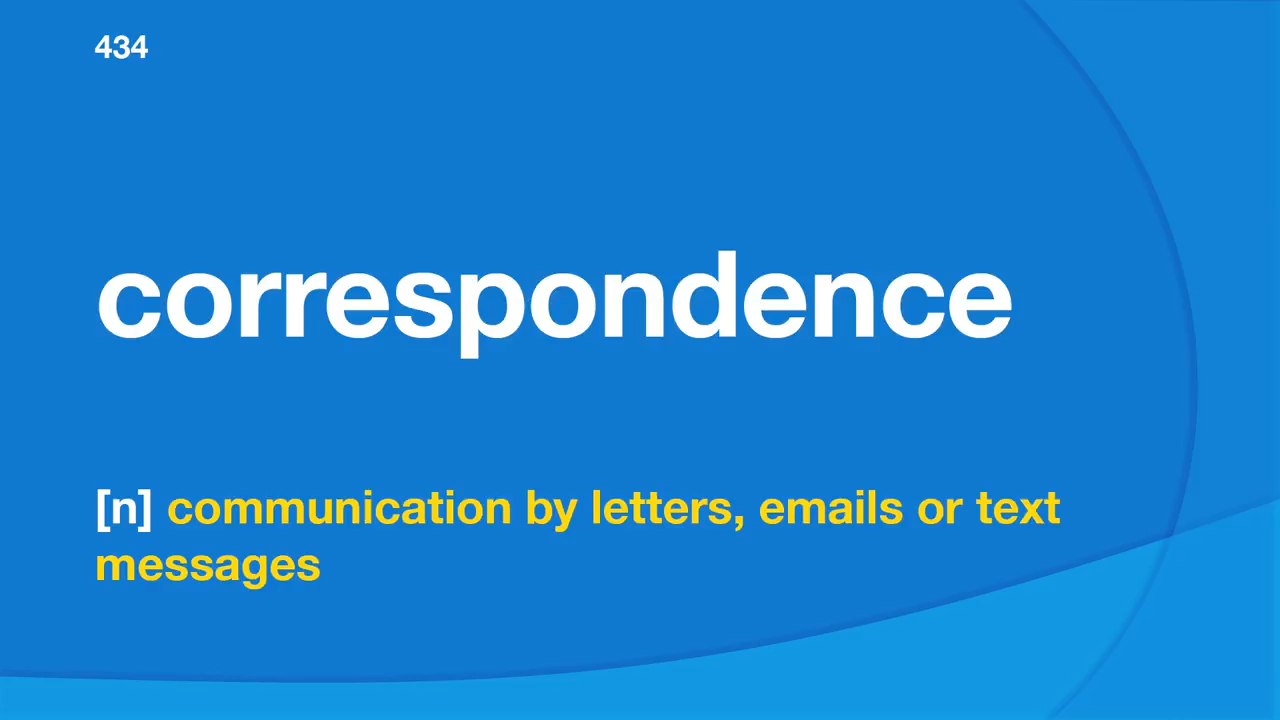 434
correspondence
[n] communication by letters, emails or text
messages